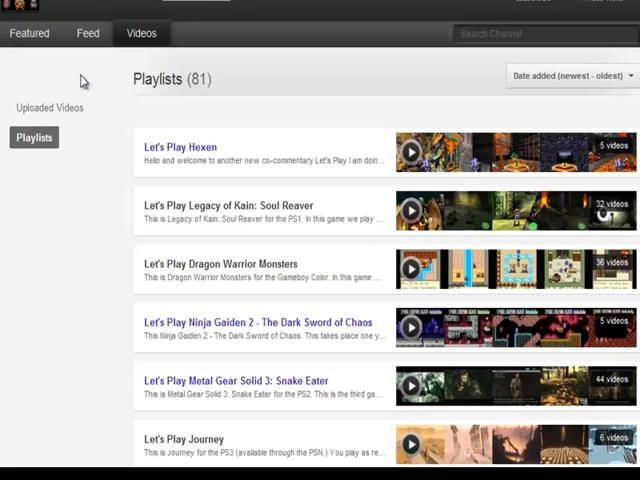 Featured
Feed
Videos
Search Channel
Playlists (81)
Date added (newest - oldest)
Uploaded Videos
Playlists
Let's Play Hexen
Hello and welcome to another new co-commentary Let's Play I am doin...
5 videos
Let's Play Legacy of Kain: Soul Reaver
This is Legacy of Kain: Soul Reaver for the PS1. In this game we play ...
32 videos
Let's Play Dragon Warrior Monsters
This is Dragon Warrior Monsters for the Gameboy Color. In this game ...
36 videos
Let's Play Ninja Gaiden 2 - The Dark Sword of Chaos
This Ninja Gaiden 2 - The Dark Sword of Chaos. This takes place one y...
5 videos
Let's Play Metal Gear Solid 3: Snake Eater
This is Metal Gear Solid 3: Snake Eater for the PS2. This is the third ga...
44 videos
Let's Play Journey
This is Journey for the PS3 (available through the PSN.) You play as re...
6 videos